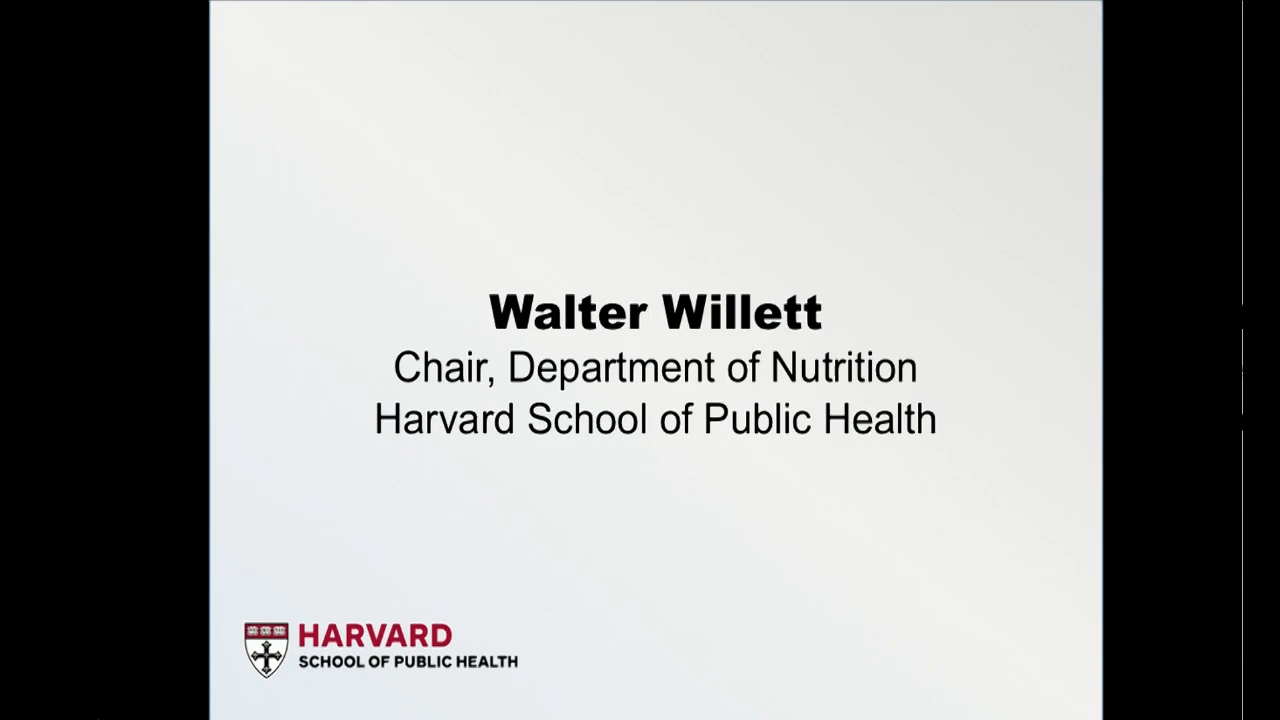 Walter Willett
Chair, Department of Nutrition
Harvard School of Public Health
HARVARD
SCHOOL OF PUBLIC HEALTH